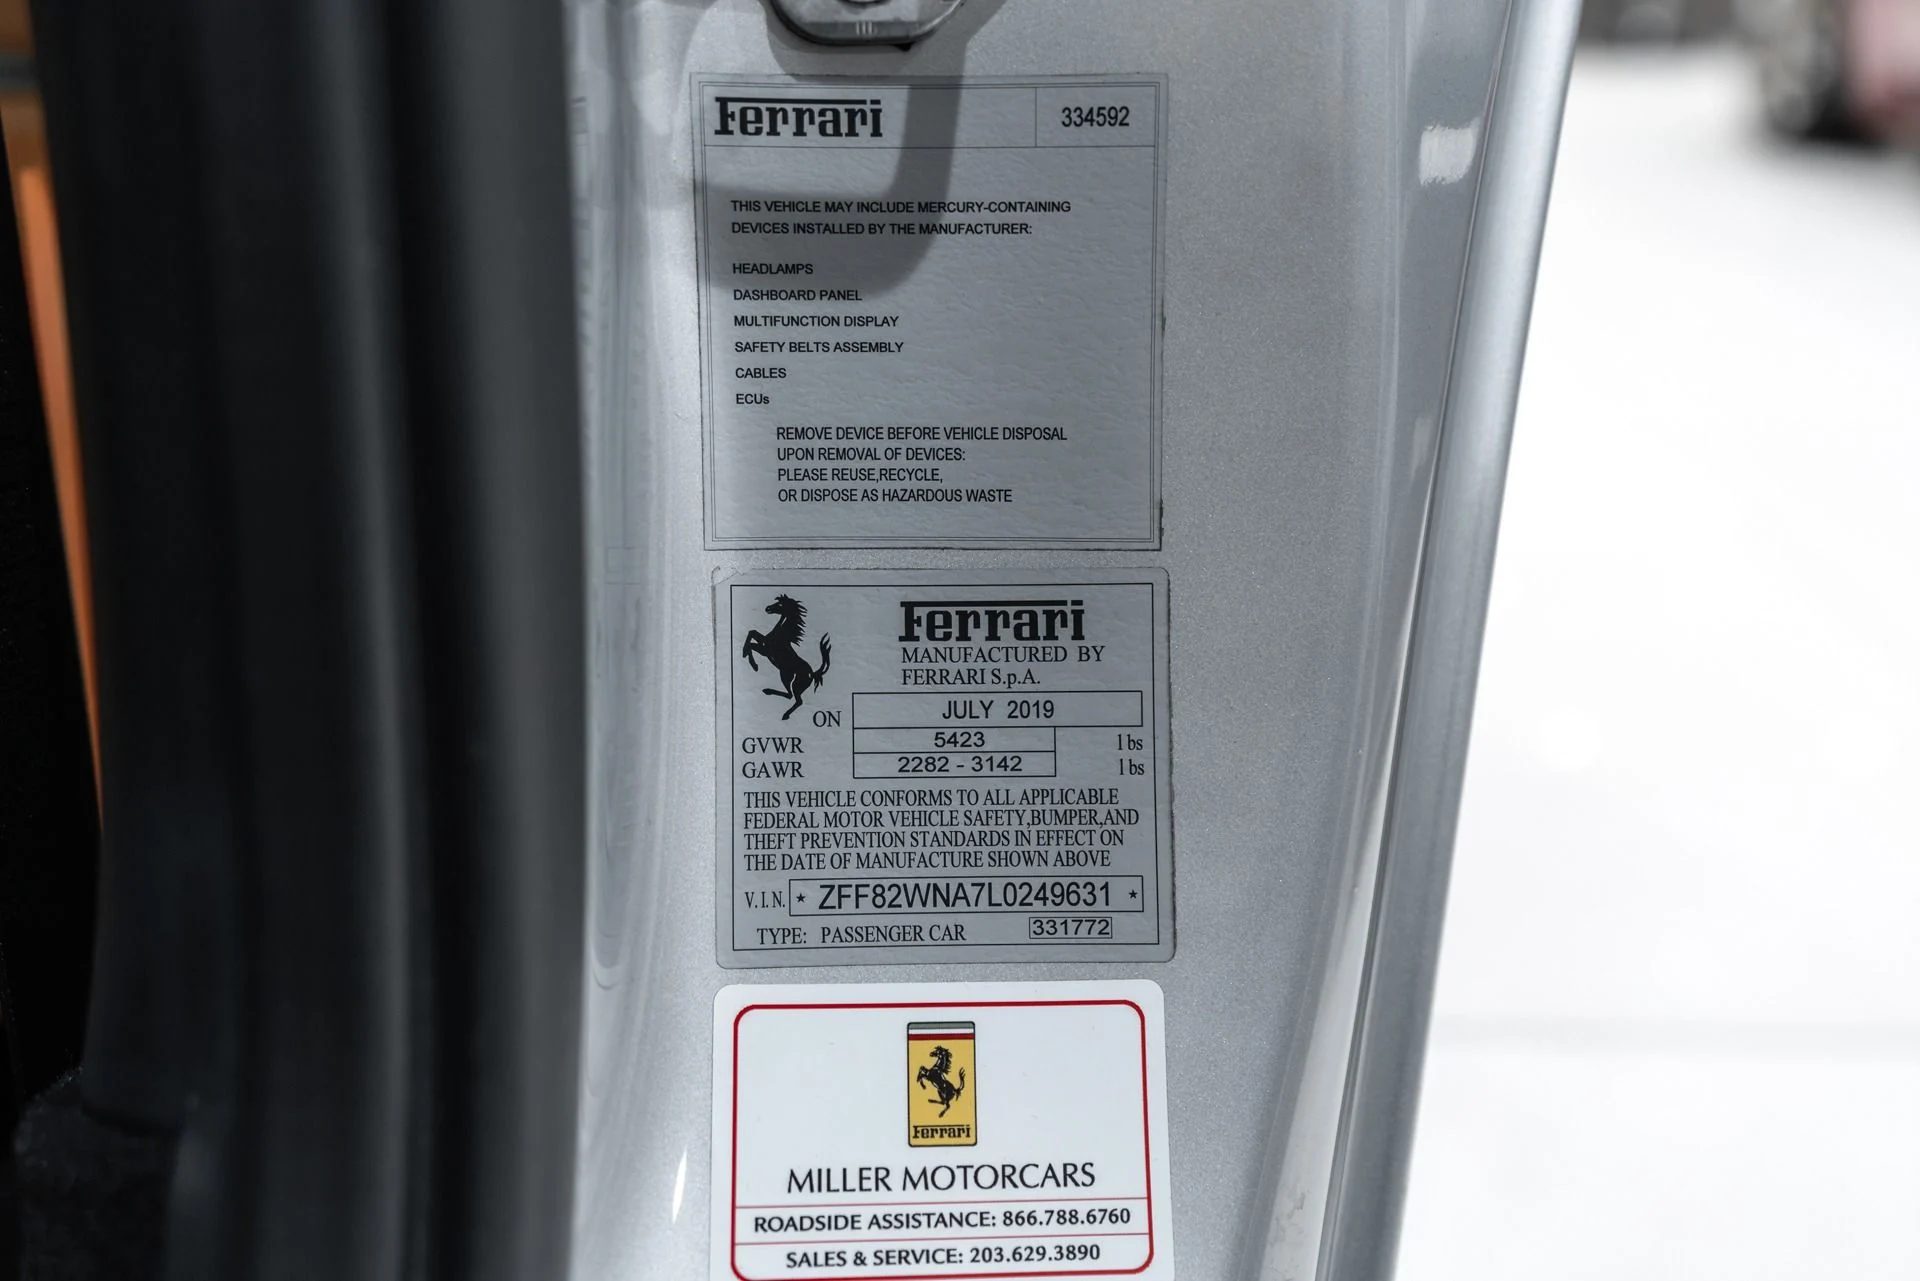 Ferrari 334592
THIS VEHICLE MAY INCLUDE MERCURY-CONTAINING
DEVICES INSTALLED BY THE MANUFACTURER:
HEADLAMPS
DASHBOARD PANEL
MULTIFUNCTION DISPLAY
SAFETY BELTS ASSEMBLY
CABLES
ECUs
REMOVE DEVICE BEFORE VEHICLE DISPOSAL
UPON REMOVAL OF DEVICES:
PLEASE REUSE,RECYCLE,
OR DISPOSE AS HAZARDOUS WASTE
Ferrari
MANUFACTURED BY
FERRARI S.p.A.
ON JULY 2019
GVWR 5423 lbs
GAWR 2282 - 3142 lbs
THIS VEHICLE CONFORMS TO ALL APPLICABLE
FEDERAL MOTOR VEHICLE SAFETY,BUMPER,AND
THEFT PREVENTION STANDARDS IN EFFECT ON
THE DATE OF MANUFACTURE SHOWN ABOVE
V.I.N. * ZFF82WNA7L0249631 *
TYPE: PASSENGER CAR 331772
Ferrari
MILLER MOTORCARS
ROADSIDE ASSISTANCE: 866.788.6760
SALES & SERVICE: 203.629.3890